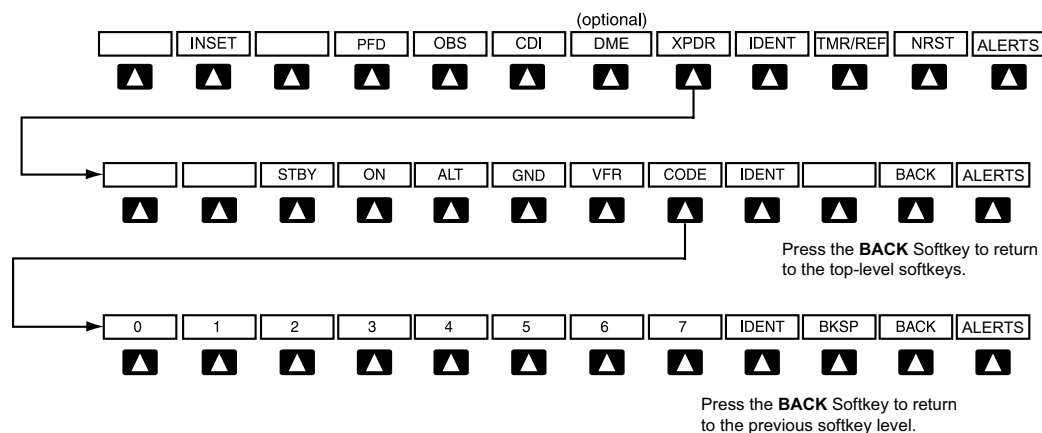 (optional)
INSET PFD OBS CDI DME XPDR IDENT TMR/REF NRST ALERTS
STBY ON ALT GND VFR CODE IDENT BACK ALERTS
Press the BACK Softkey to return
to the top-level softkeys.
0 1 2 3 4 5 6 7 IDENT BKSP BACK ALERTS
Press the BACK Softkey to return
to the previous softkey level.